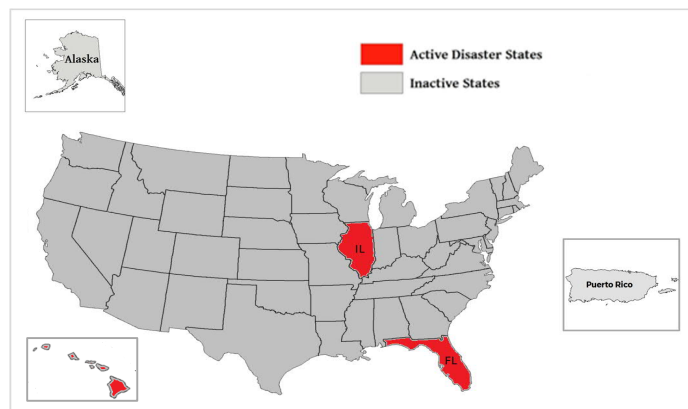 Alaska
Active Disaster States
Inactive States
IL
Puerto Rico
FL